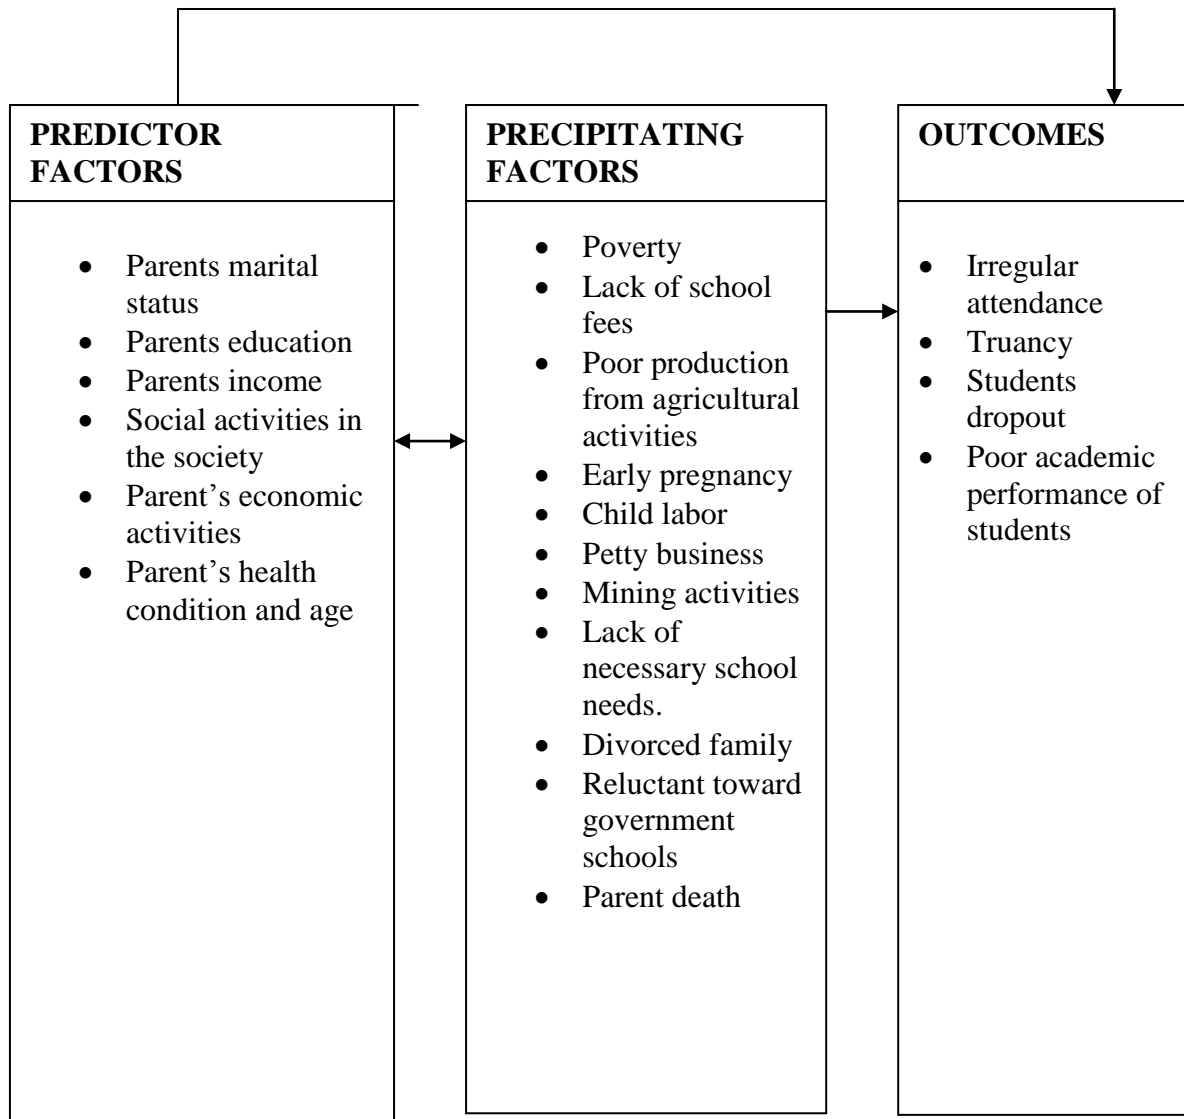 PREDICTOR
FACTORS
• Parents marital
status
• Parents education
• Parents income
• Social activities in
the society
• Parent’s economic
activities
• Parent’s health
condition and age
PRECIPITATING
FACTORS
• Poverty
• Lack of school
fees
• Poor production
from agricultural
activities
• Early pregnancy
• Child labor
• Petty business
• Mining activities
• Lack of
necessary school
needs.
• Divorced family
• Reluctant toward
government
schools
• Parent death
OUTCOMES
• Irregular
attendance
• Truancy
• Students
dropout
• Poor academic
performance of
students